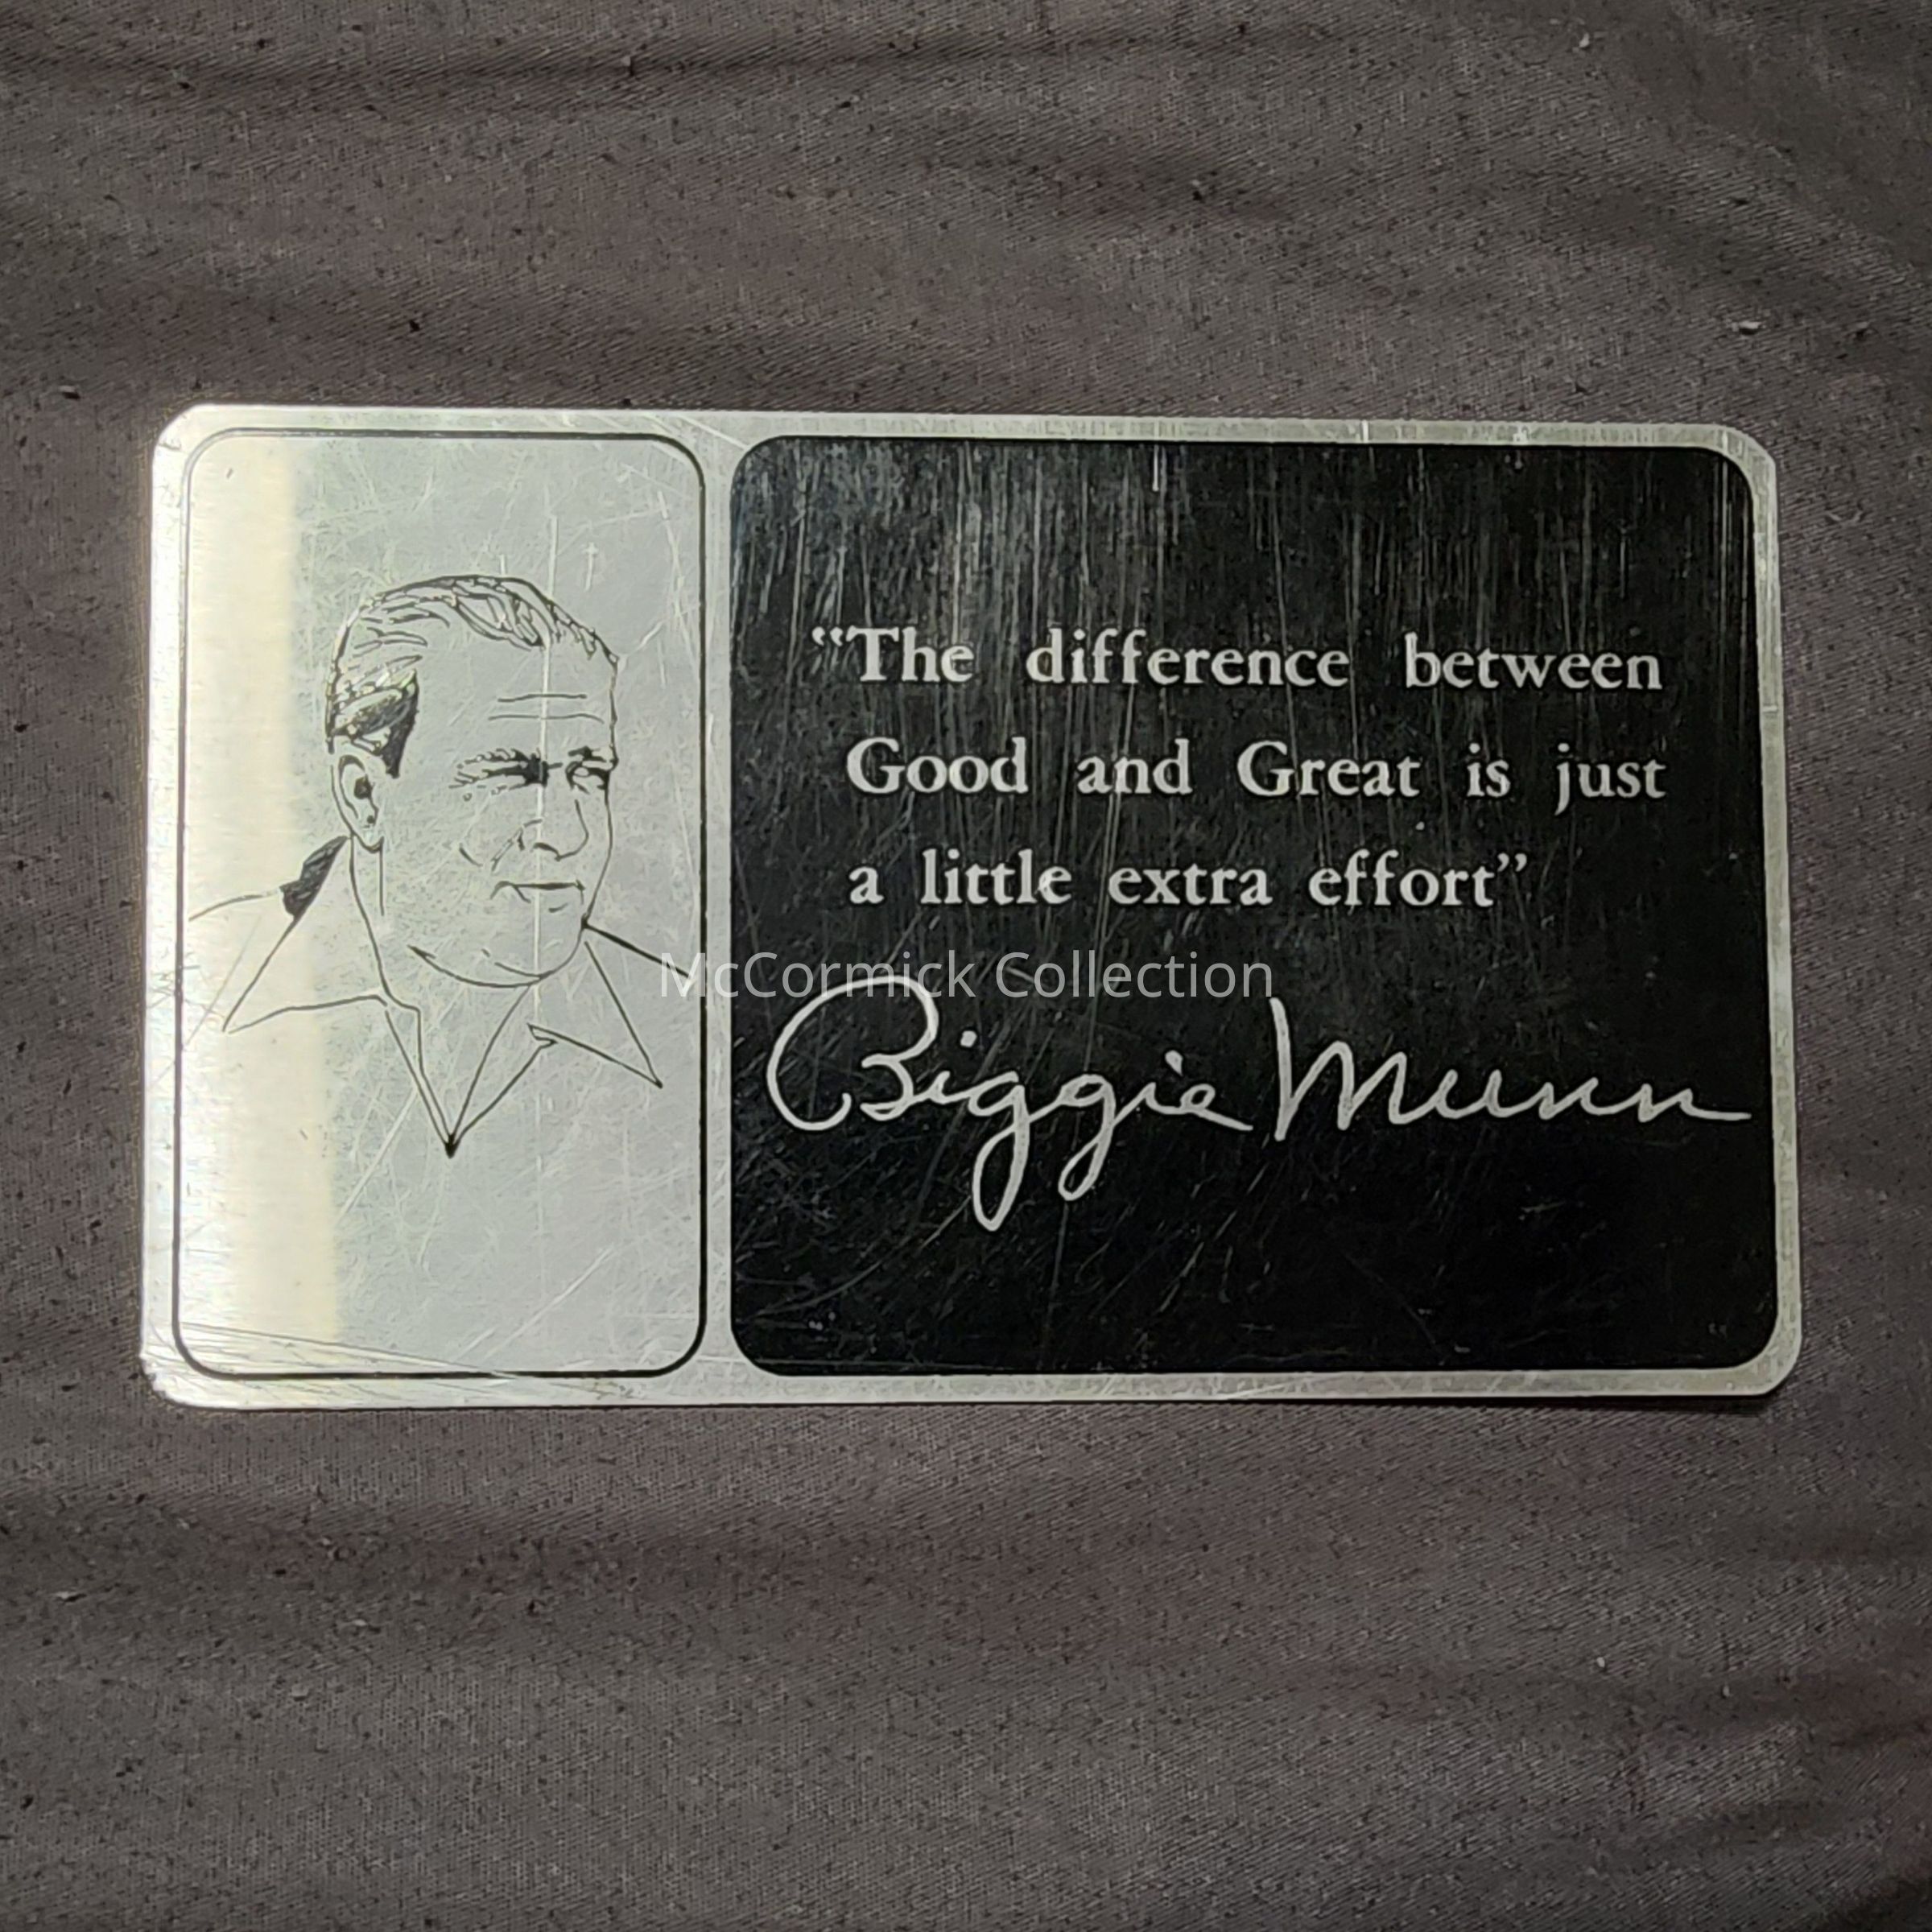 “The difference between
Good and Great is just
a little extra effort”
McCormick Collection
Biggie Munn